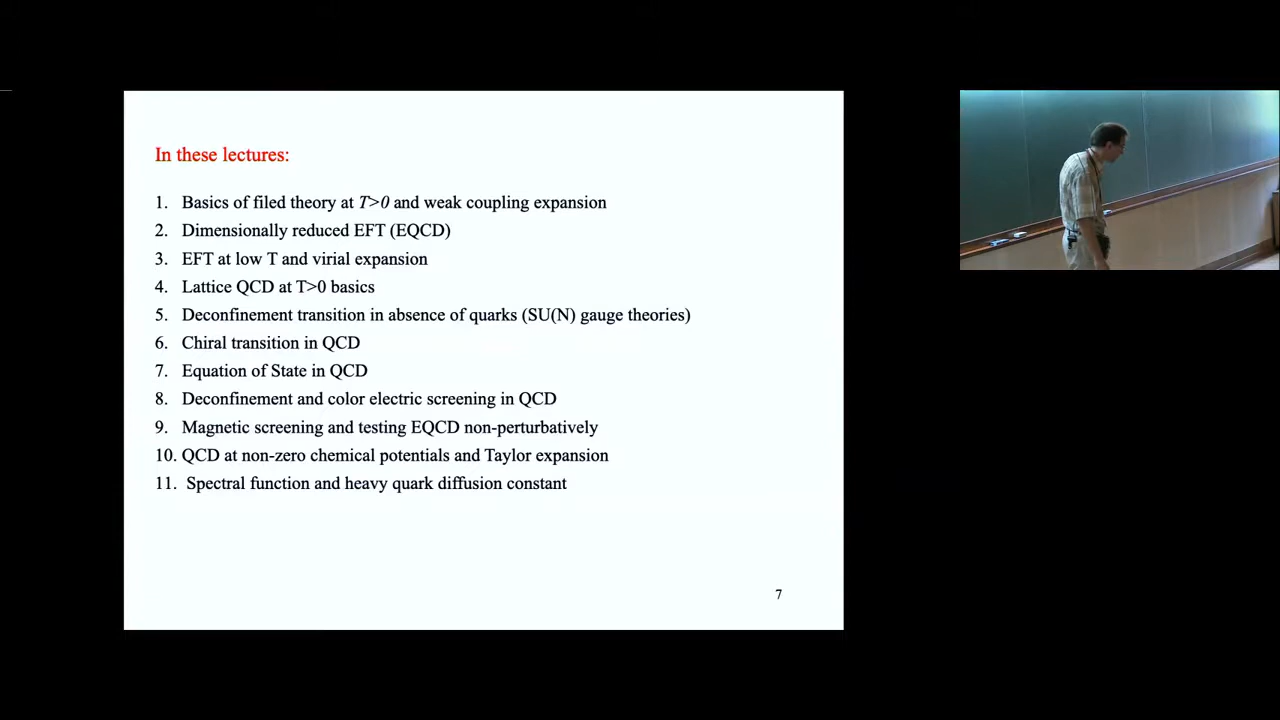 In these lectures:
1. Basics of filed theory at T>0 and weak coupling expansion
2. Dimensionally reduced EFT (EQCD)
3. EFT at low T and virial expansion
4. Lattice QCD at T>0 basics
5. Deconfinement transition in absence of quarks (SU(N) gauge theories)
6. Chiral transition in QCD
7. Equation of State in QCD
8. Deconfinement and color electric screening in QCD
9. Magnetic screening and testing EQCD non-perturbatively
10. QCD at non-zero chemical potentials and Taylor expansion
11. Spectral function and heavy quark diffusion constant
7